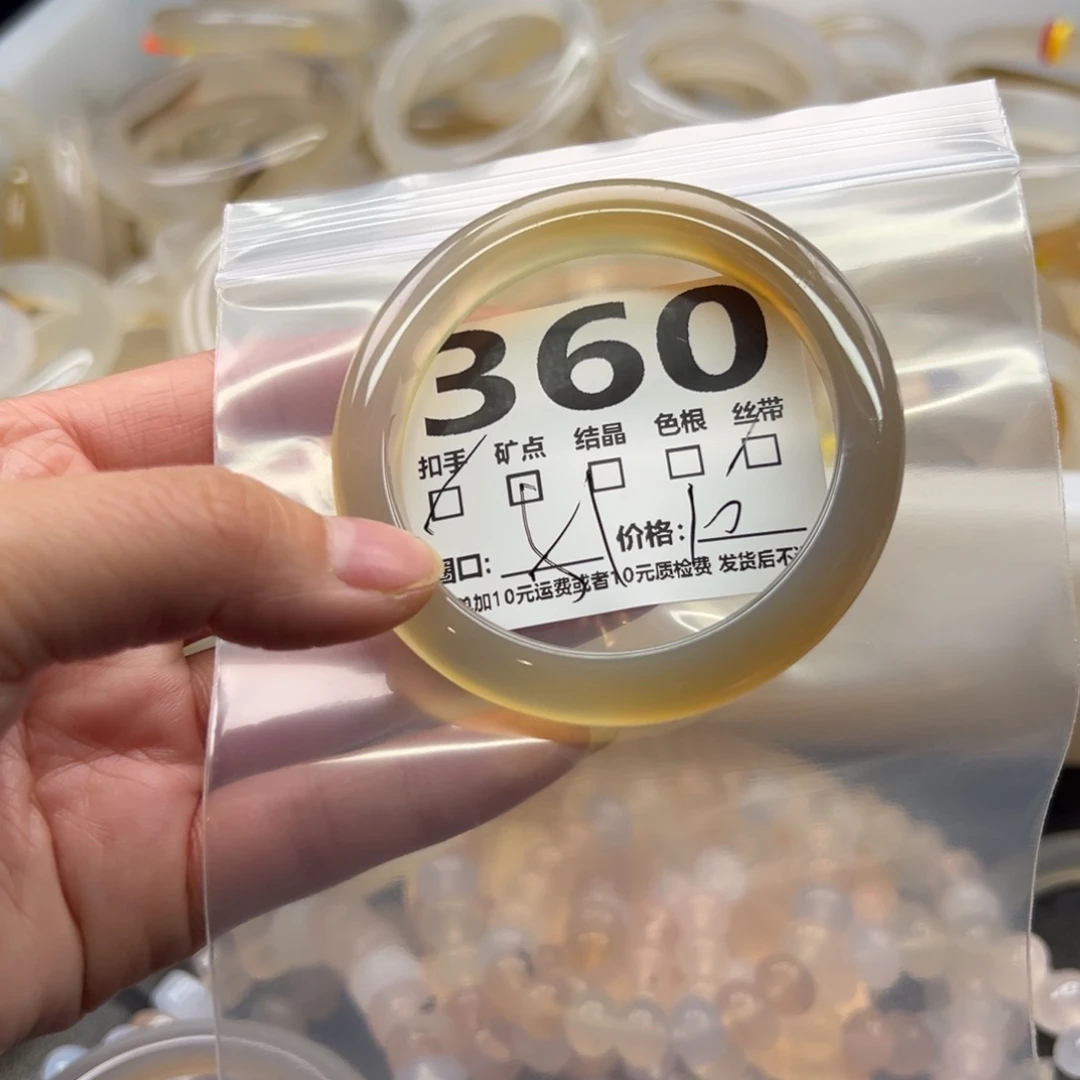 360
扣手 矿点 结晶 色根 丝带
圈口: 价格:
单加10元运费或者10元质检费 发货后不